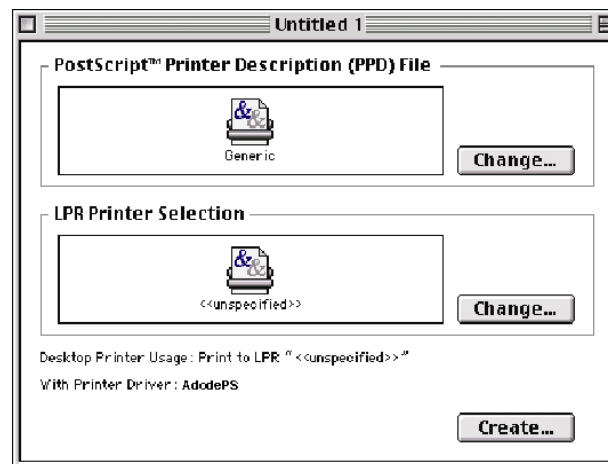 Untitled 1
PostScript™ Printer Description (PPD) File
Generic
Change...
LPR Printer Selection
<<unspecified>>
Change...
Desktop Printer Usage: Print to LPR “<<unspecified>>”
With Printer Driver: AdodePS
Create...